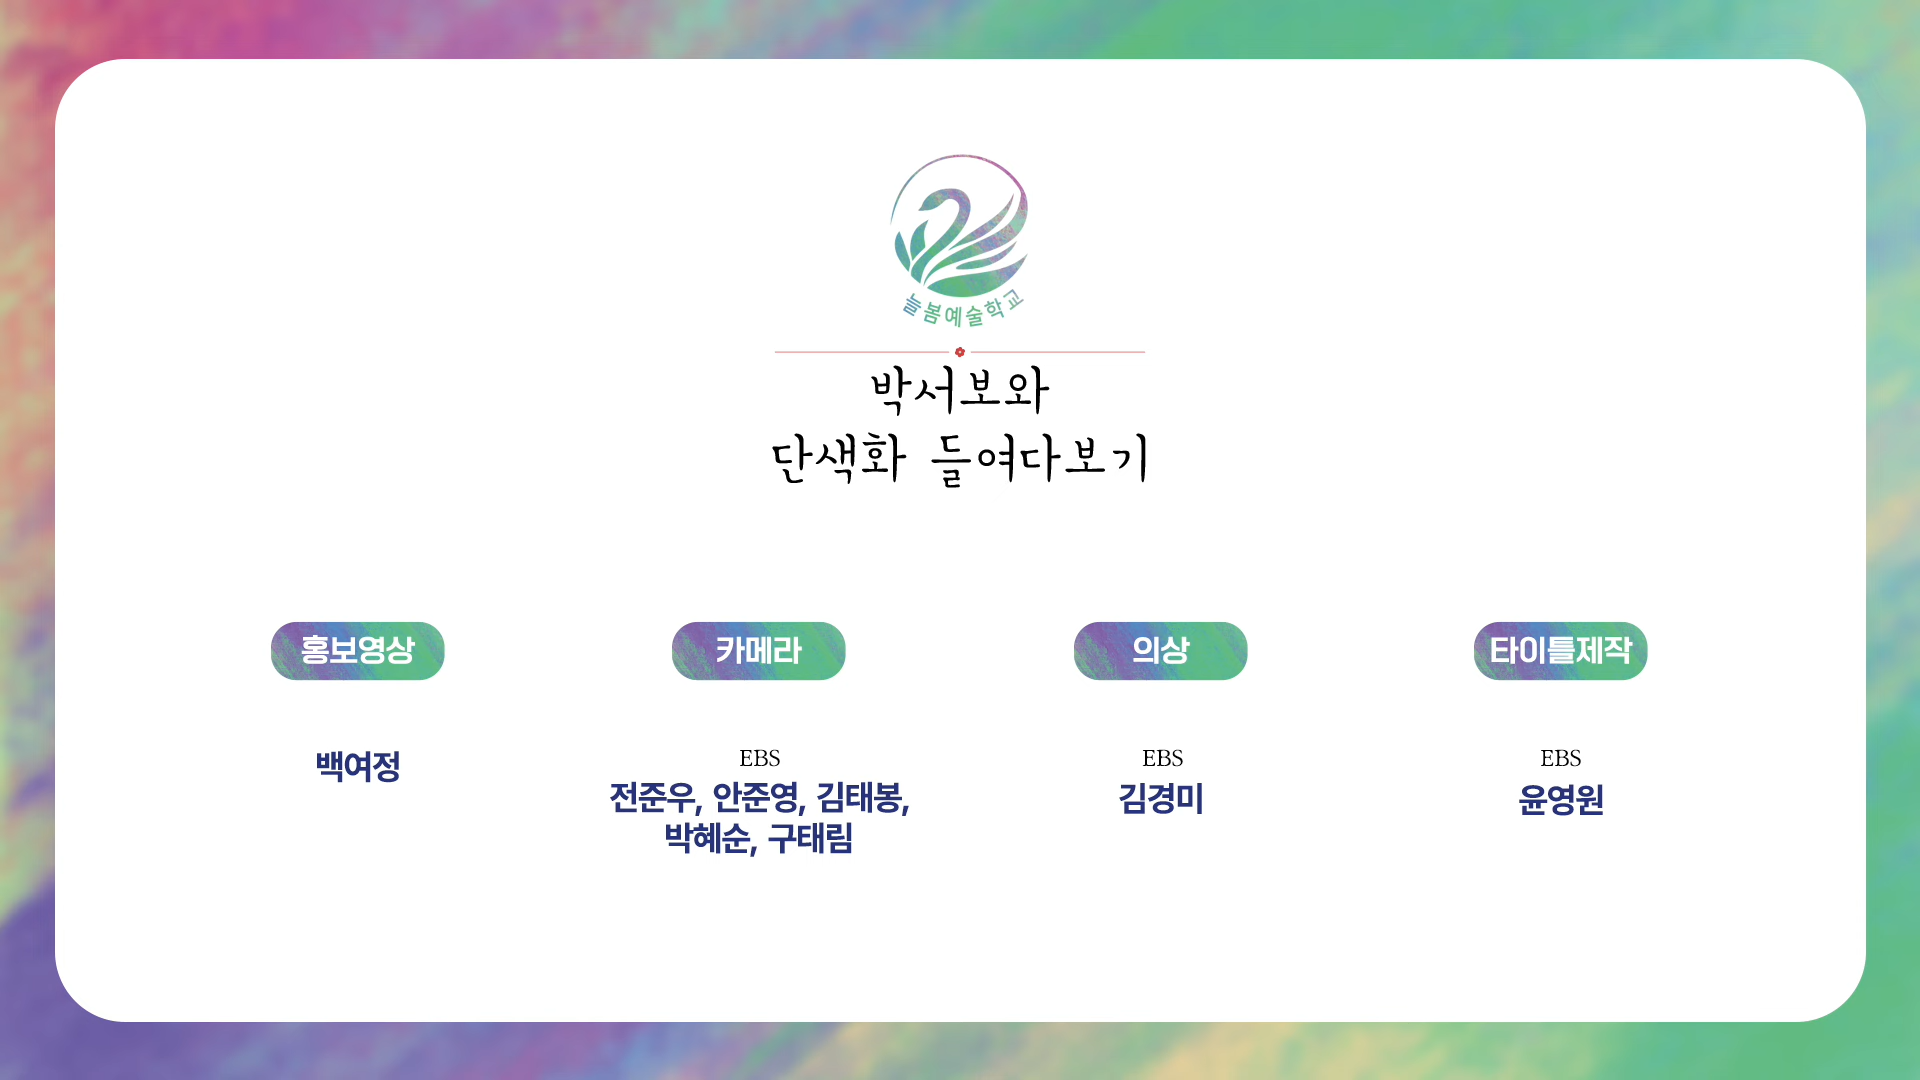 늘봄예술학교
박서보와
단색화 들여다보기
홍보영상
백여정
카메라
EBS
전준우, 안준영, 김태봉,
박혜순, 구태림
의상
EBS
김경미
타이틀제작
EBS
윤영원